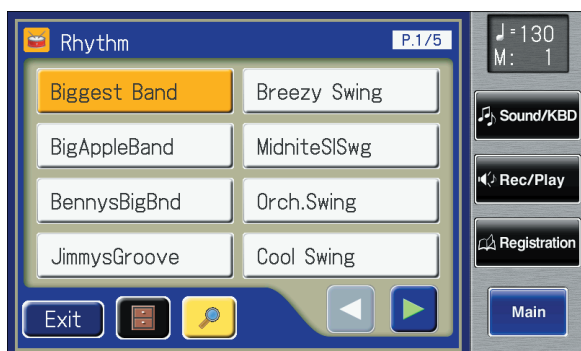 Rhythm
P.1/5
♩=130
M: 1
Biggest Band
Breezy Swing
BigAppleBand
MidniteSlSwg
BennysBigBnd
Orch.Swing
JimmysGroove
Cool Swing
Exit
Sound/KBD
Rec/Play
Registration
Main